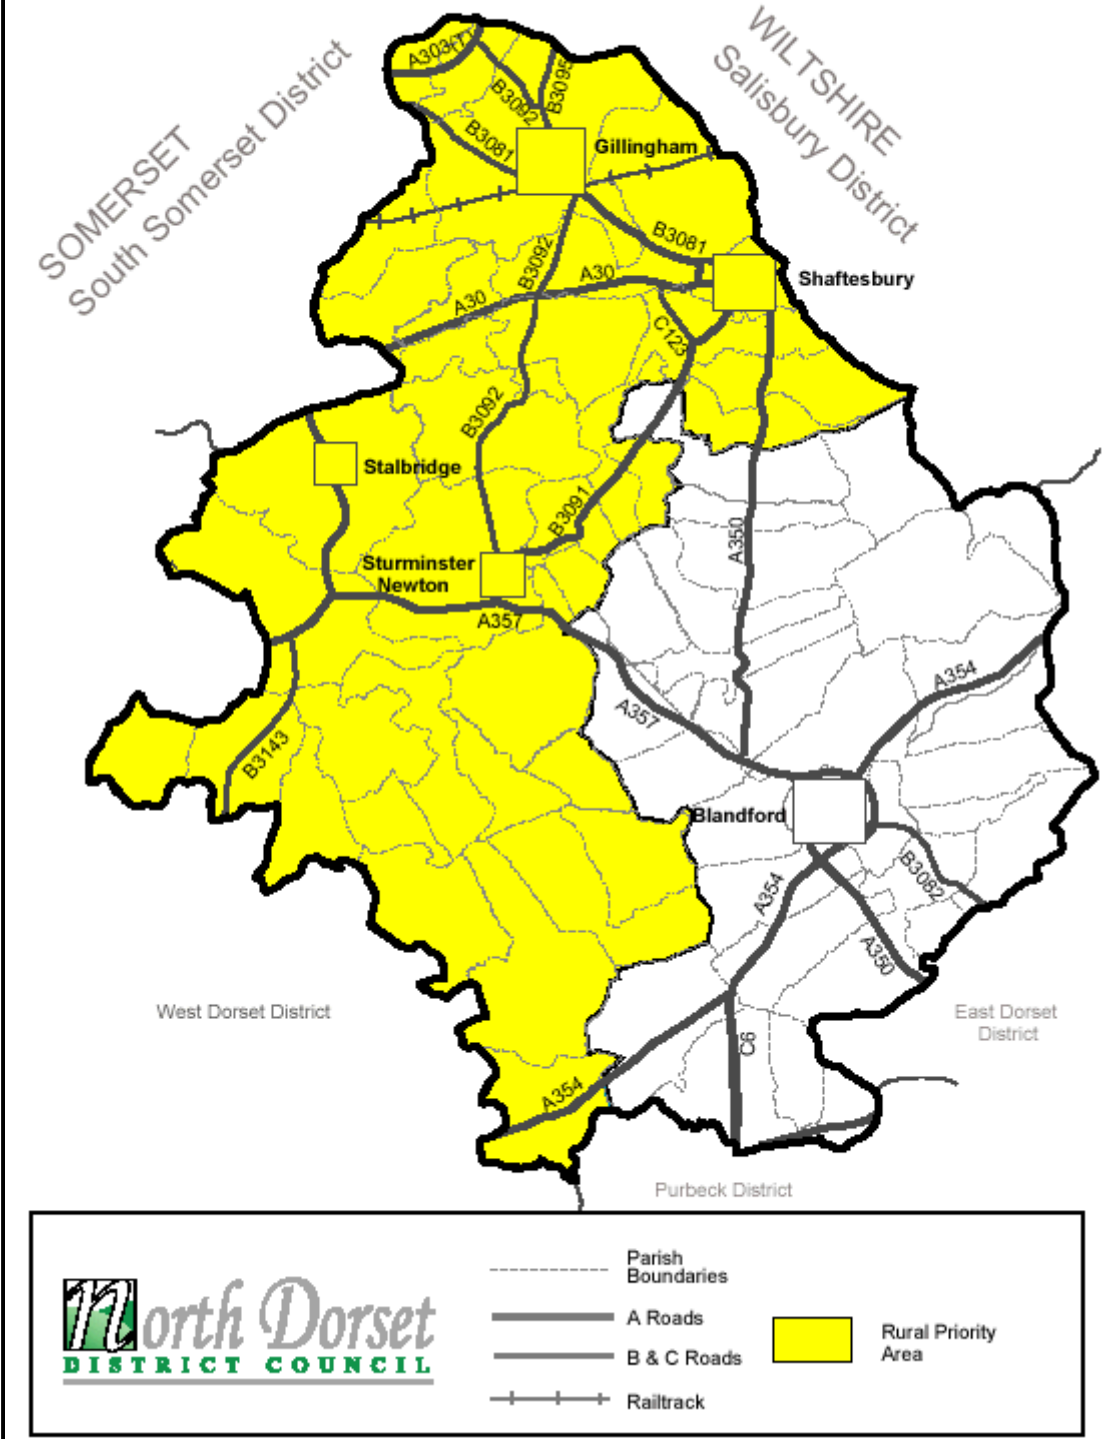 A303(T)
B3092
B3095
WILTSHIRE
Salisbury District
SOMERSET
South Somerset District
B3081
Gillingham
B3081
B3092
A30
A30
Shaftesbury
C123
B3092
Stalbridge
B3091
A350
Sturminster
Newton
A357
A354
A357
B3143
Blandford
B3082
A354
A350
West Dorset District
East Dorset
District
C6
A354
Purbeck District
North Dorset
DISTRICT COUNCIL
Parish
Boundaries
A Roads
B & C Roads
Railtrack
Rural Priority
Area